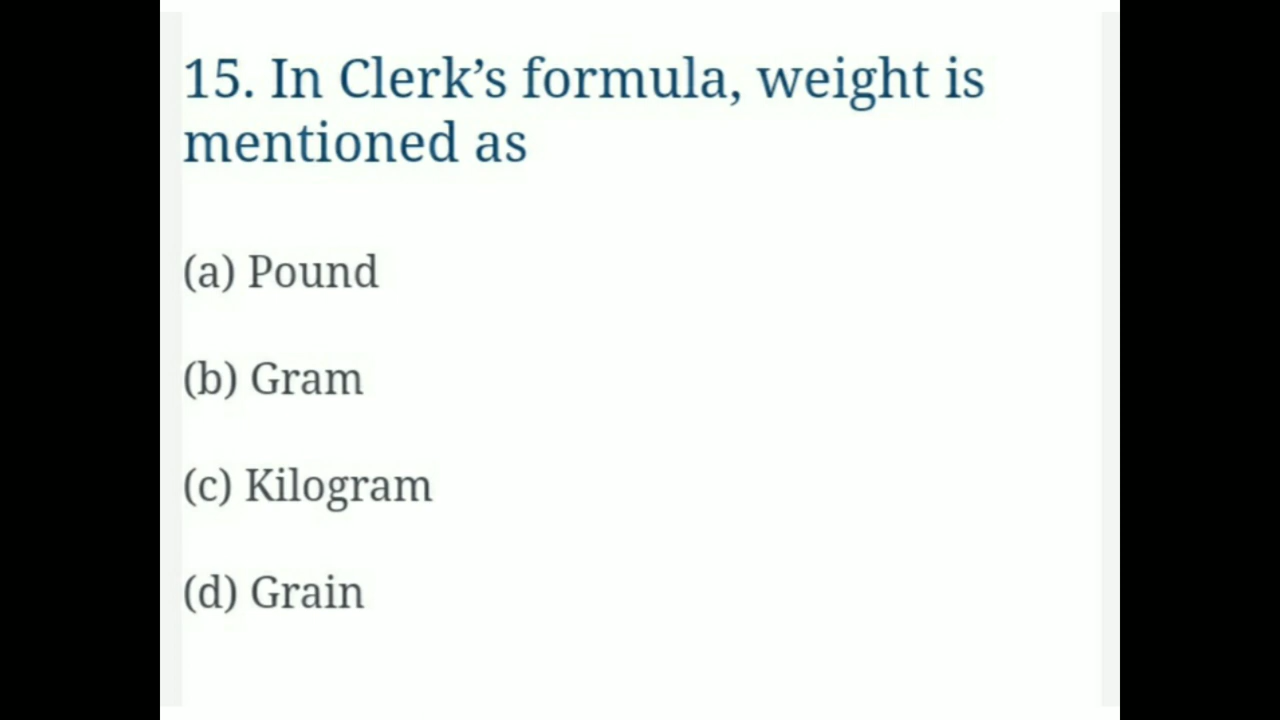 15. In Clerk’s formula, weight is
mentioned as
(a) Pound
(b) Gram
(c) Kilogram
(d) Grain